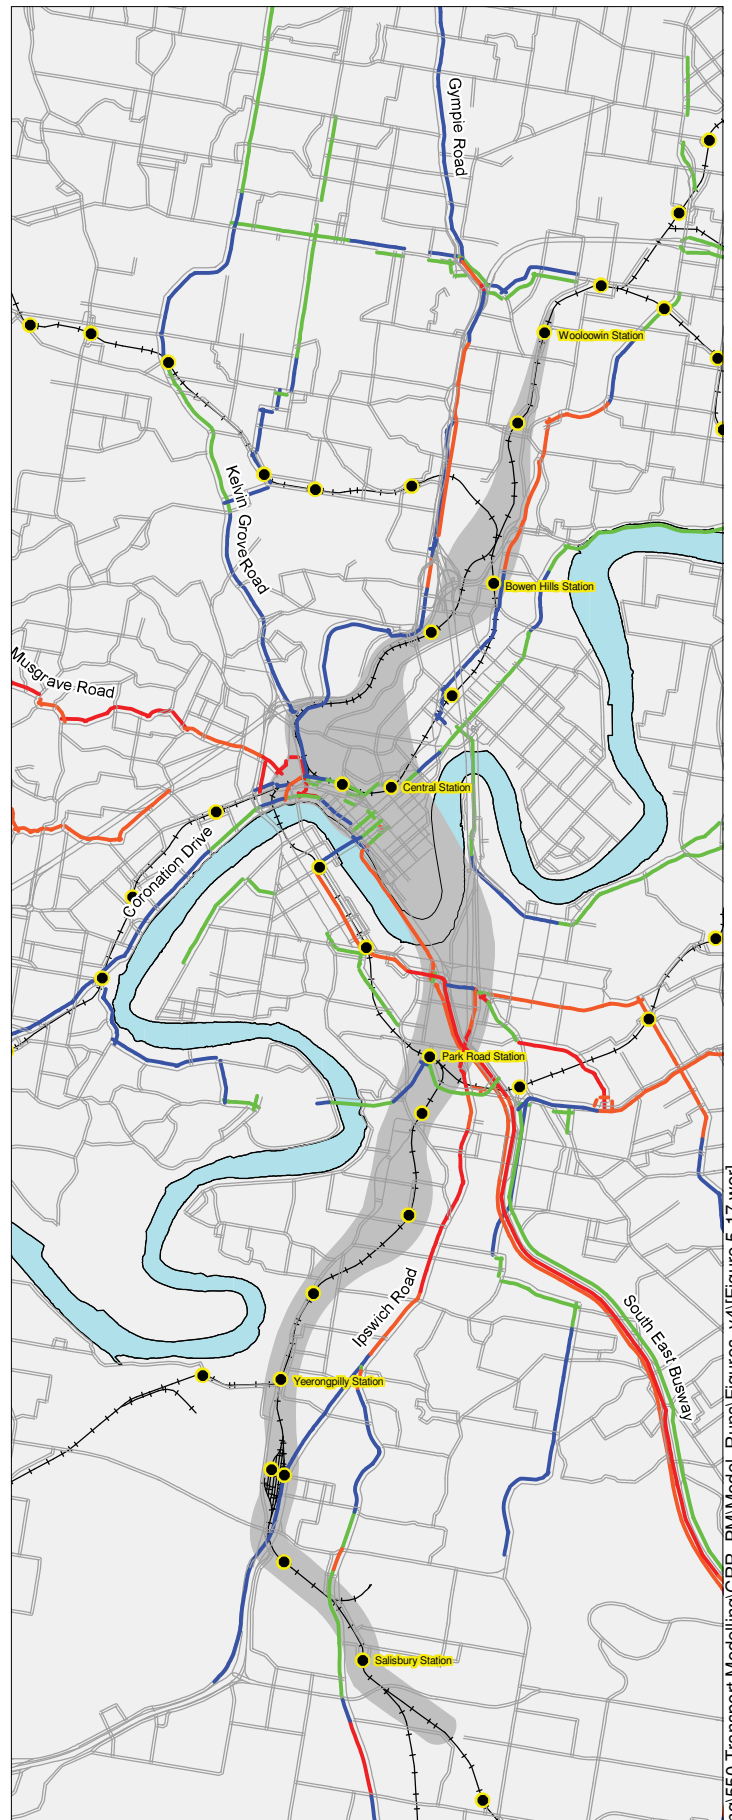 Gympie Road
Wooloowin Station
Kelvin Grove Road
Bowen Hills Station
Musgrave Road
Central Station
Coronation Drive
Park Road Station
Ipswich Road
South East Busway
Yeerongpilly Station
Salisbury Station